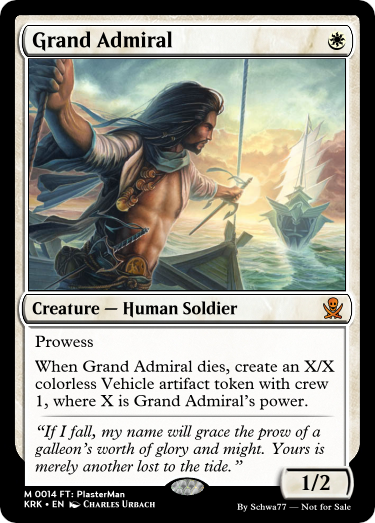 Grand Admiral
Creature — Human Soldier
Prowess
When Grand Admiral dies, create an X/X
colorless Vehicle artifact token with crew
1, where X is Grand Admiral's power.
“If I fall, my name will grace the prow of a
galleon's worth of glory and might. Yours is
merely another lost to the tide.”
1/2
M 0014 FT: PlasterMan
KRK • EN Charles Urbach
By Schwa77 — Not for Sale